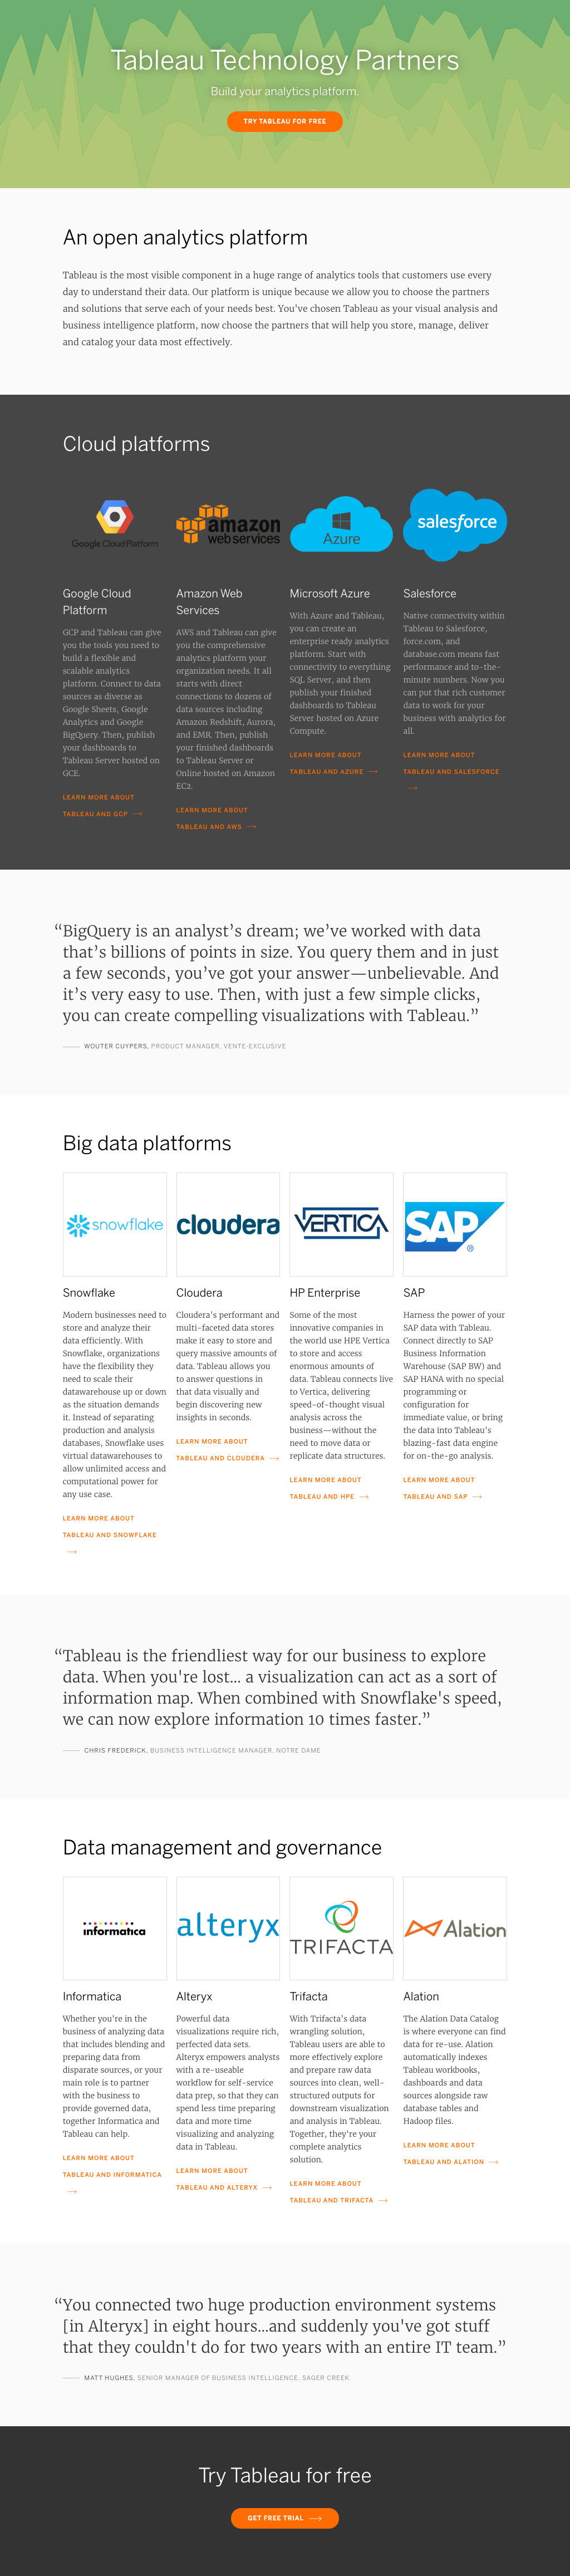 Tableau Technology Partners
Build your analytics platform.
TRY TABLEAU FOR FREE
An open analytics platform
Tableau is the most visible component in a huge range of analytics tools that customers use every
day to understand their data. Our platform is unique because we allow you to choose the partners
and solutions that serve each of your needs best. You've chosen Tableau as your visual analysis and
business intelligence platform, now choose the partners that will help you store, manage, deliver
and catalog your data most effectively.
Cloud platforms
Google Cloud Platform
amazon
web services
Azure
salesforce
Google Cloud
Platform
GCP and Tableau can give
you the tools you need to
build a flexible and
scalable analytics
platform. Connect to data
sources as diverse as
Google Sheets, Google
Analytics and Google
BigQuery. Then, publish
your dashboards to
Tableau Server hosted on
GCE.
LEARN MORE ABOUT
TABLEAU AND GCP
Amazon Web
Services
AWS and Tableau can give
you the comprehensive
analytics platform your
organization needs. It all
starts with direct
connections to dozens of
data sources including
Amazon Redshift, Aurora,
and EMR. Then, publish
your finished dashboards
to Tableau Server or
Online hosted on Amazon
EC2.
LEARN MORE ABOUT
TABLEAU AND AWS
Microsoft Azure
With Azure and Tableau,
you can create an
enterprise ready analytics
platform. Start with
connectivity to everything
SQL Server, and then
publish your finished
dashboards to Tableau
Server hosted on Azure
Compute.
LEARN MORE ABOUT
TABLEAU AND AZURE
Salesforce
Native connectivity within
Tableau to Salesforce,
force.com, and
database.com means fast
performance and to-the-
minute numbers. Now you
can put that rich customer
data to work for your
business with analytics for
all.
LEARN MORE ABOUT
TABLEAU AND SALESFORCE
“BigQuery is an analyst’s dream; we’ve worked with data
that’s billions of points in size. You query them and in just
a few seconds, you’ve got your answer—unbelievable. And
it’s very easy to use. Then, with just a few simple clicks,
you can create compelling visualizations with Tableau.”
WOUTER CUYPERS, PRODUCT MANAGER, VENTE-EXCLUSIVE
Big data platforms
snowflake
cloudera
VERTICA
SAP®
Snowflake
Modern businesses need to
store and analyze their
data efficiently. With
Snowflake, organizations
have the flexibility they
need to scale their
datawarehouse up or down
as the situation demands
it. Instead of separating
production and analysis
databases, Snowflake uses
virtual datawarehouses to
allow unlimited access and
computational power for
any use case.
LEARN MORE ABOUT
TABLEAU AND SNOWFLAKE
Cloudera
Cloudera's performant and
multi-faceted data stores
make it easy to store and
query massive amounts of
data. Tableau allows you
to answer questions in
that data visually and
begin discovering new
insights in seconds.
LEARN MORE ABOUT
TABLEAU AND CLOUDERA
HP Enterprise
Some of the most
innovative companies in
the world use HPE Vertica
to store and access
enormous amounts of
data. Tableau connects live
to Vertica, delivering
speed-of-thought visual
analysis across the
business—without the
need to move data or
replicate data structures.
LEARN MORE ABOUT
TABLEAU AND HPE
SAP
Harness the power of your
SAP data with Tableau.
Connect directly to SAP
Business Information
Warehouse (SAP BW) and
SAP HANA with no special
programming or
configuration for
immediate value, or bring
the data into Tableau's
blazing-fast data engine
for on-the-go analysis.
LEARN MORE ABOUT
TABLEAU AND SAP
“Tableau is the friendliest way for our business to explore
data. When you're lost... a visualization can act as a sort of
information map. When combined with Snowflake's speed,
we can now explore information 10 times faster.”
CHRIS FREDERICK, BUSINESS INTELLIGENCE MANAGER, NOTRE DAME
Data management and governance
informatica
alteryx
TRIFACTA
Alation
Informatica
Whether you're in the
business of analyzing data
that includes blending and
preparing data from
disparate sources, or your
main role is to partner
with the business to
provide governed data,
together Informatica and
Tableau can help.
LEARN MORE ABOUT
TABLEAU AND INFORMATICA
Alteryx
Powerful data
visualizations require rich,
perfected data sets.
Alteryx empowers analysts
with a re-useable
workflow for self-service
data prep, so that they can
spend less time preparing
data and more time
visualizing and analyzing
data in Tableau.
LEARN MORE ABOUT
TABLEAU AND ALTERYX
Trifacta
With Trifacta's data
wrangling solution,
Tableau users are able to
more effectively explore
and prepare raw data
sources into clean, well-
structured outputs for
downstream visualization
and analysis in Tableau.
Together, they're your
complete analytics
solution.
LEARN MORE ABOUT
TABLEAU AND TRIFACTA
Alation
The Alation Data Catalog
is where everyone can find
data for re-use. Alation
automatically indexes
Tableau workbooks,
dashboards and data
sources alongside raw
database tables and
Hadoop files.
LEARN MORE ABOUT
TABLEAU AND ALATION
“You connected two huge production environment systems
[in Alteryx] in eight hours...and suddenly you've got stuff
that they couldn't do for two years with an entire IT team.”
MATT HUGHES, SENIOR MANAGER OF BUSINESS INTELLIGENCE, SAGER CREEK
Try Tableau for free
GET FREE TRIAL